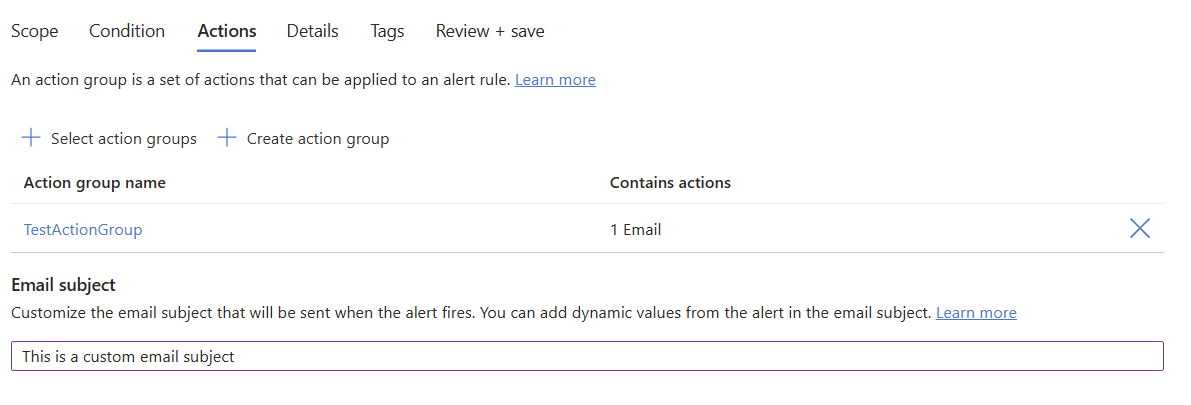 Scope Condition Actions Details Tags Review + save
An action group is a set of actions that can be applied to an alert rule. Learn more
Select action groups Create action group
Action group name Contains actions
TestActionGroup 1 Email
Email subject
Customize the email subject that will be sent when the alert fires. You can add dynamic values from the alert in the email subject. Learn more
This is a custom email subject